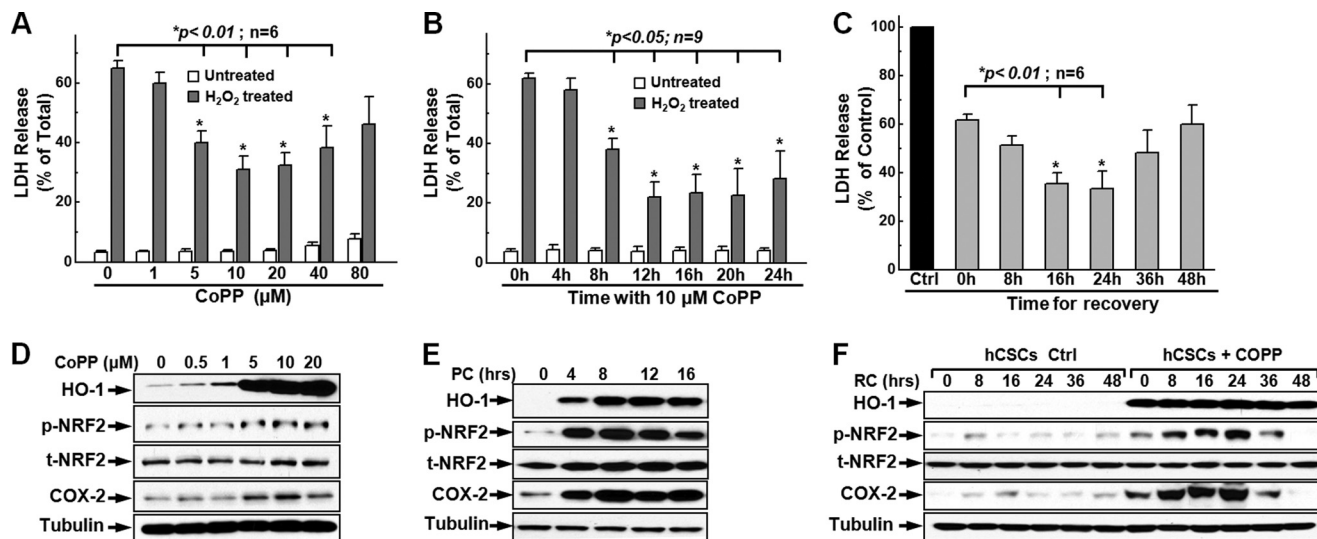 A
*p< 0.01 ; n=6
Untreated
H₂O₂ treated
LDH Release
(% of Total)
60
40
20
0
0 1 5 10 20 40 80
* * * *
CoPP (μM)
B
*p<0.05; n=9
Untreated
H₂O₂ treated
LDH Release
(% of Total)
60
40
20
0
0h 4h 8h 12h 16h 20h 24h
* * * * *
Time with 10 μM CoPP
C
*p< 0.01 ; n=6
LDH Release
(% of Control)
100
80
60
40
20
0
Ctrl 0h 8h 16h 24h 36h 48h
* *
Time for recovery
D
CoPP (μM) 0 0.5 1 5 10 20
HO-1
p-NRF2
t-NRF2
COX-2
Tubulin
E
PC (hrs) 0 4 8 12 16
HO-1
p-NRF2
t-NRF2
COX-2
Tubulin
F
hCSCs Ctrl hCSCs + COPP
RC (hrs) 0 8 16 24 36 48 0 8 16 24 36 48
HO-1
p-NRF2
t-NRF2
COX-2
Tubulin